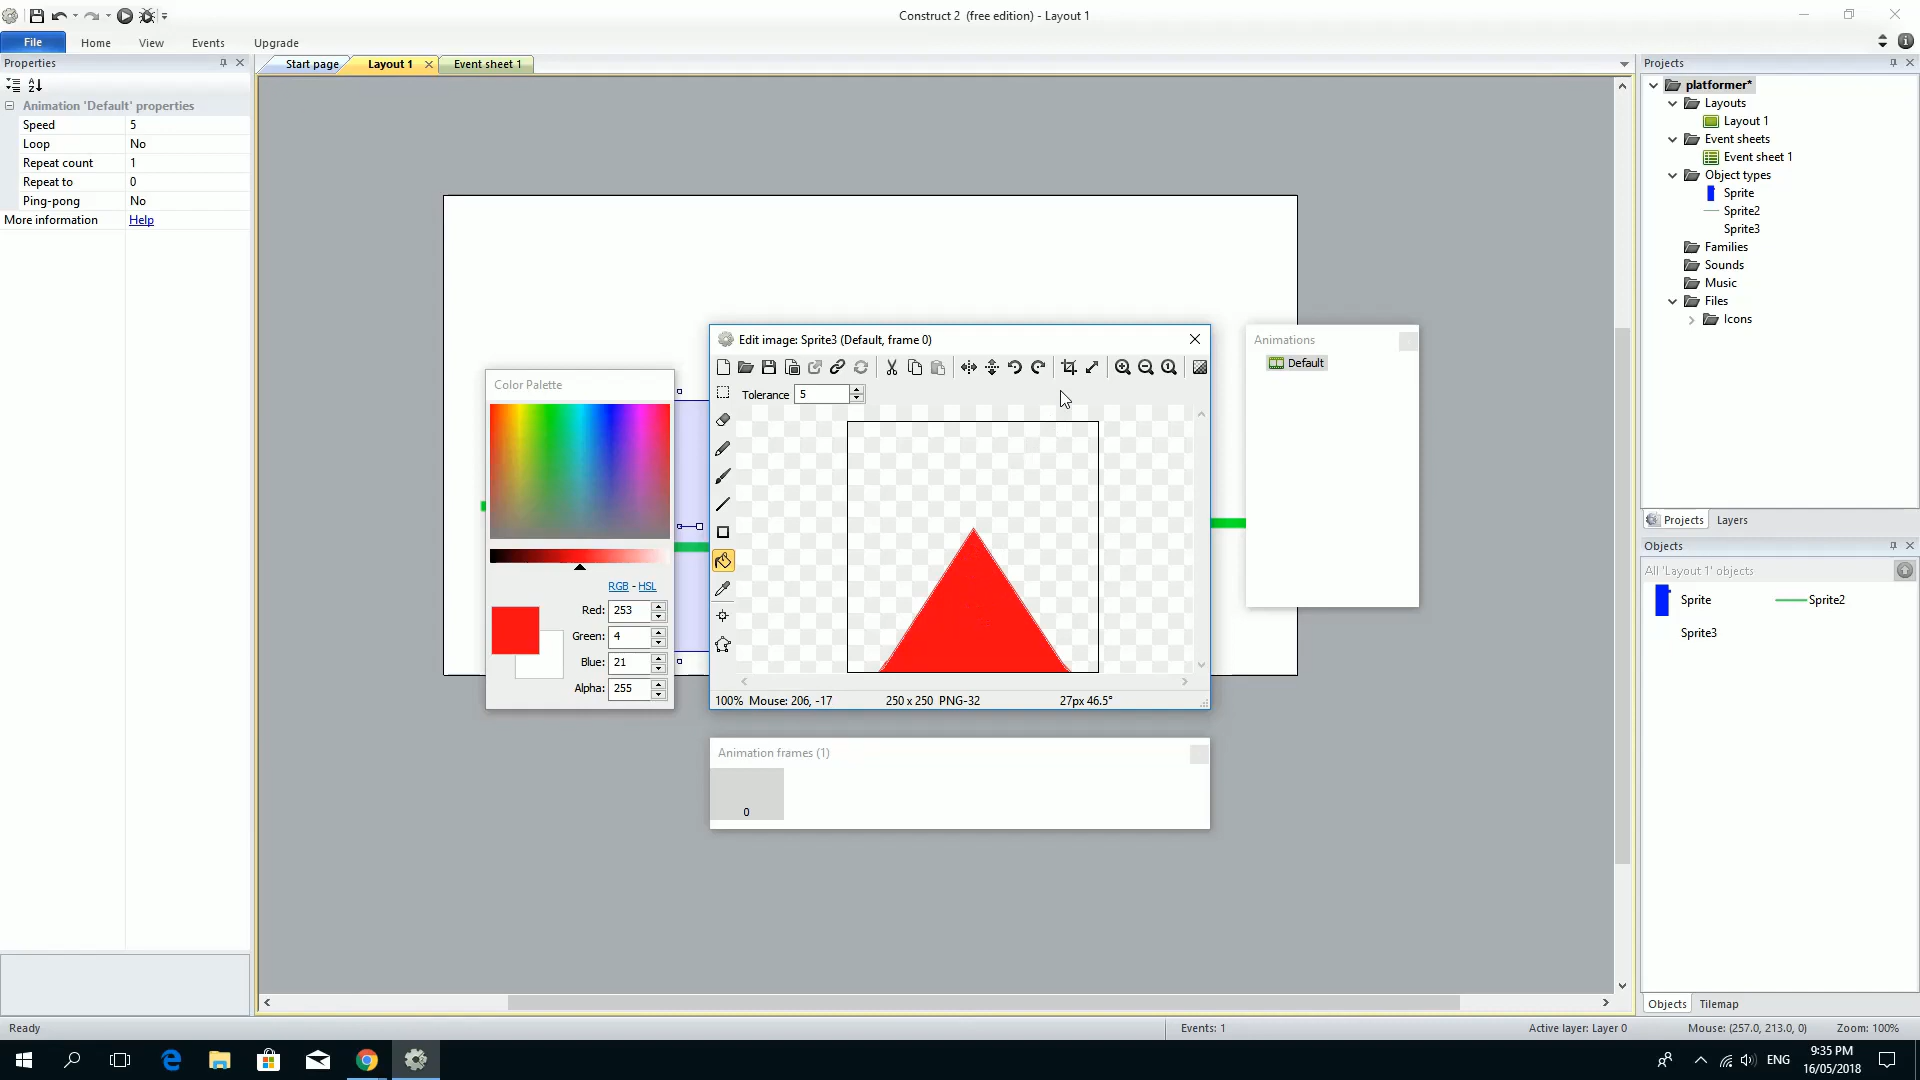 Construct 2 (free edition) - Layout 1
File Home View Events Upgrade
Properties
Start page Layout 1 Event sheet 1
Animation 'Default' properties
Speed 5
Loop No
Repeat count 1
Repeat to 0
Ping-pong No
More information Help
Edit image: Sprite3 (Default, frame 0)
Tolerance 5
100% Mouse: 206, -17 250 x 250 PNG-32 27px 46.5°
Color Palette
RGB - HSL
Red: 253
Green: 4
Blue: 21
Alpha: 255
Animations
Default
Animation frames (1)
0
Projects
platformer*
Layouts
Layout 1
Event sheets
Event sheet 1
Object types
Sprite
Sprite2
Sprite3
Families
Sounds
Music
Files
Icons
Projects Layers
Objects
All 'Layout 1' objects
Sprite Sprite2
Sprite3
Objects Tilemap
Ready Events: 1 Active layer: Layer 0 Mouse: (257.0, 213.0, 0) Zoom: 100%
ENG
9:35 PM
16/05/2018